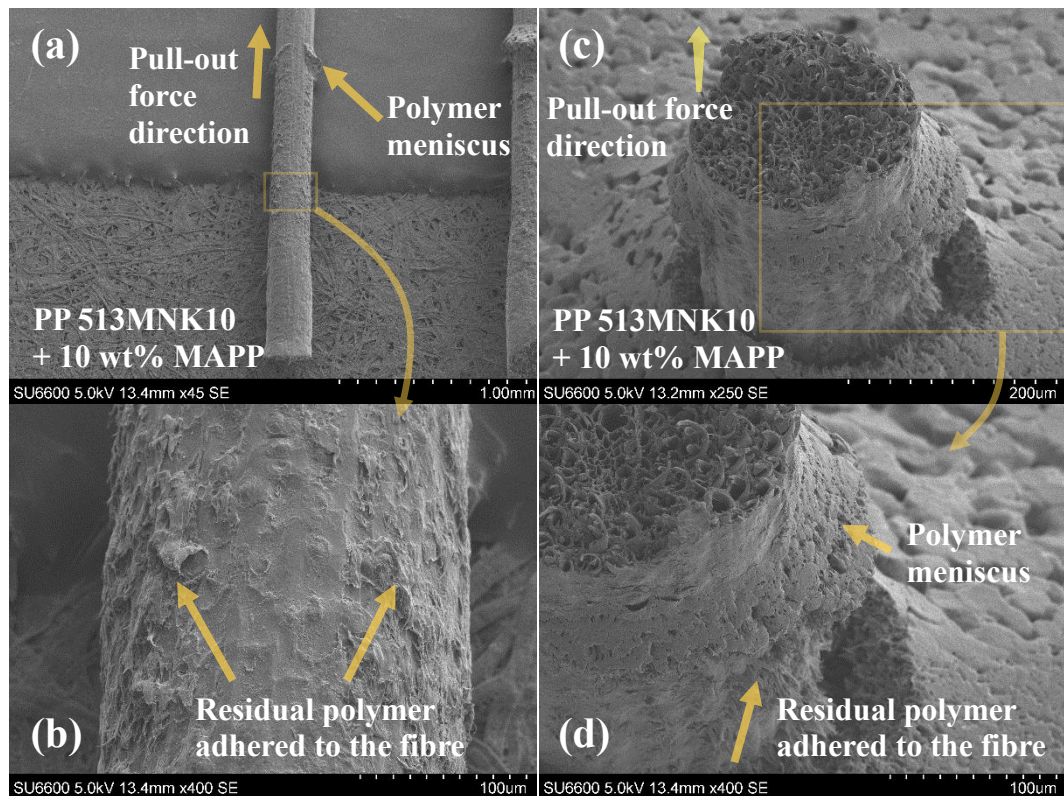 (a)
Pull-out
force
direction
Polymer
meniscus
PP 513MNK10
+ 10 wt% MAPP
SU6600 5.0kV 13.4mm x45 SE
1.00mm
(c)
Pull-out force
direction
PP 513MNK10
+ 10 wt% MAPP
SU6600 5.0kV 13.2mm x250 SE
200um
(b)
Residual polymer
adhered to the fibre
SU6600 5.0kV 13.4mm x400 SE
100um
Polymer
meniscus
(d)
Residual polymer
adhered to the fibre
SU6600 5.0kV 13.4mm x400 SE
100um